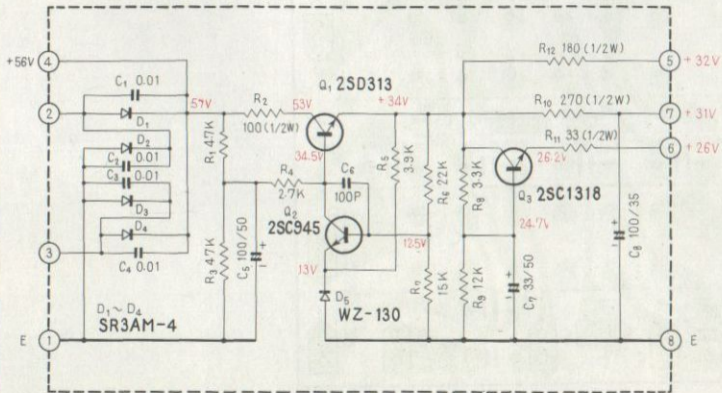 +56V
4
C1 0.01
2
D1
D2
C2 0.01
C3 0.01
D3
D4
3
C4 0.01
D1 ~ D4
SR3AM-4
E 1
57V
R2
100 (1/2W)
53V
Q1 2SD313
+34V
34.5V
R1 4.7K
R4
2.7K
C6
100P
R3 47K
C5 100/50
+
−
Q2
2SC945
13V
D5
WZ-130
R5
3.9K
R6 22K
12.5V
R7
15K
R8 3.3K
R9 12K
R12 180 (1/2W)
5 +32V
R10 270 (1/2W)
7 +31V
R11 33 (1/2W)
6 +26V
26.2V
Q3 2SC1318
24.7V
+
−
C7 33/50
+
−
C8 100/35
8 E